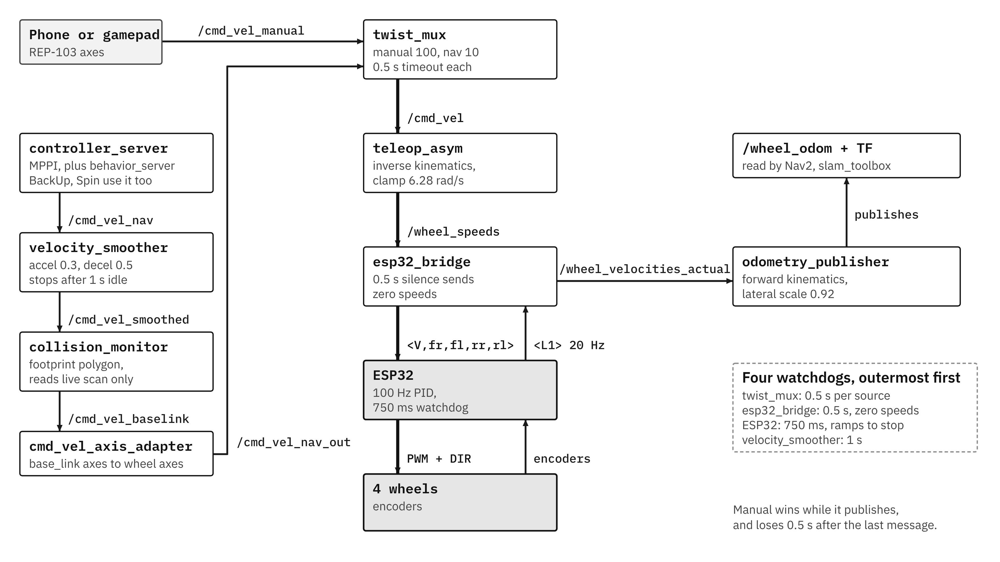 Phone or gamepad
REP-103 axes
/cmd_vel_manual
twist_mux
manual 100, nav 10
0.5 s timeout each
/cmd_vel
controller_server
MPPI, plus behavior_server
BackUp, Spin use it too
/cmd_vel_nav
velocity_smoother
accel 0.3, decel 0.5
stops after 1 s idle
/cmd_vel_smoothed
collision_monitor
footprint polygon,
reads live scan only
/cmd_vel_baselink
cmd_vel_axis_adapter
base_link axes to wheel axes
/cmd_vel_nav_out
teleop_asym
inverse kinematics,
clamp 6.28 rad/s
/wheel_speeds
esp32_bridge
0.5 s silence sends
zero speeds
/wheel_velocities_actual
<V,fr,fl,rr,rl>
<L1> 20 Hz
ESP32
100 Hz PID,
750 ms watchdog
PWM + DIR
encoders
4 wheels
encoders
/wheel_odom + TF
read by Nav2, slam_toolbox
publishes
odometry_publisher
forward kinematics,
lateral scale 0.92
Four watchdogs, outermost first
twist_mux: 0.5 s per source
esp32_bridge: 0.5 s, zero speeds
ESP32: 750 ms, ramps to stop
velocity_smoother: 1 s
Manual wins while it publishes,
and loses 0.5 s after the last message.